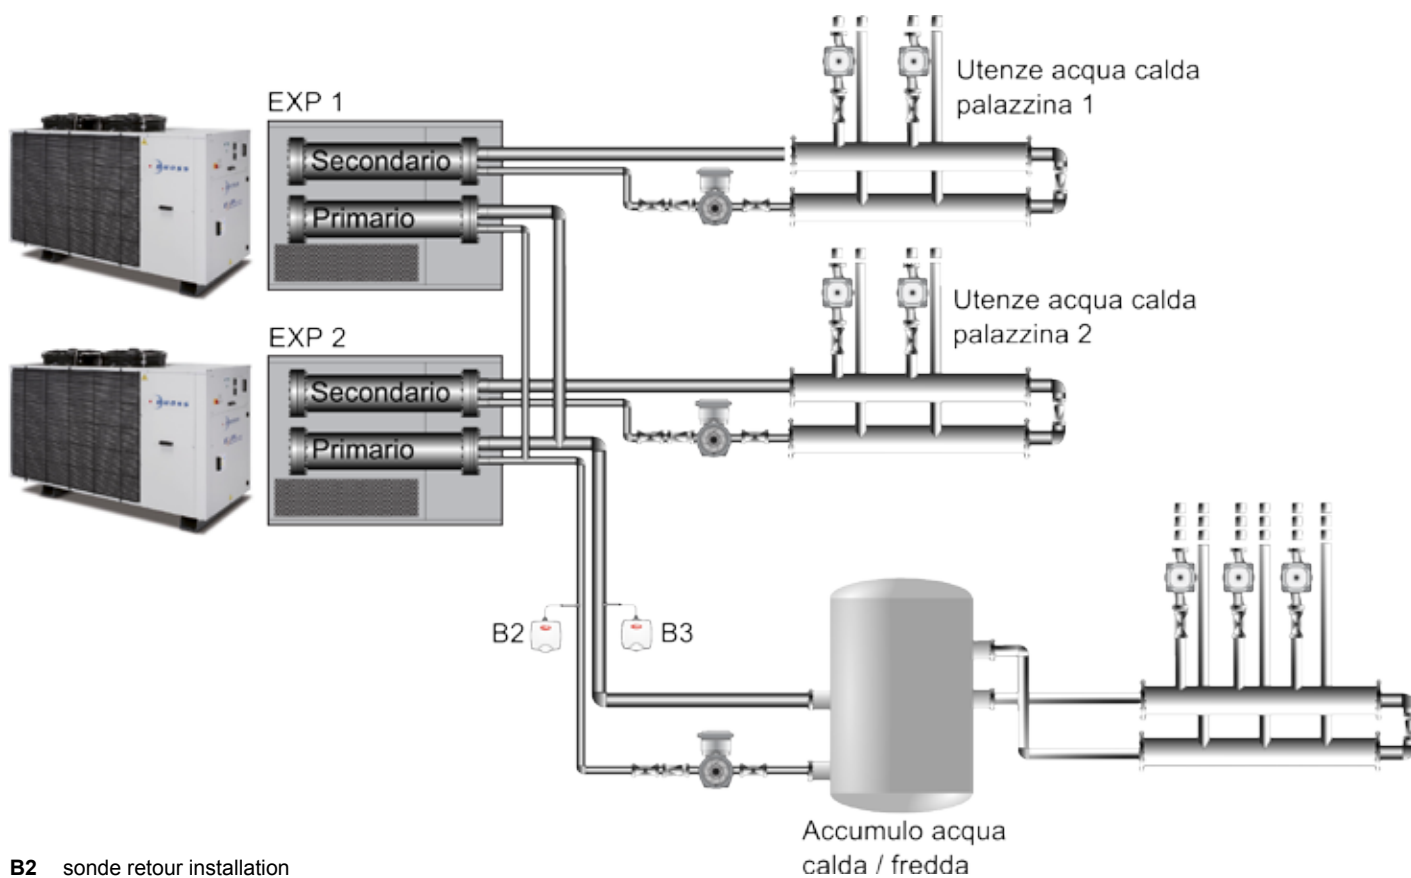 Utenze acqua calda
palazzina 1
EXP 1
Secondario
Primario
Utenze acqua calda
palazzina 2
EXP 2
Secondario
Primario
B2
B3
Accumulo acqua
calda / fredda
B2 sonde retour installation